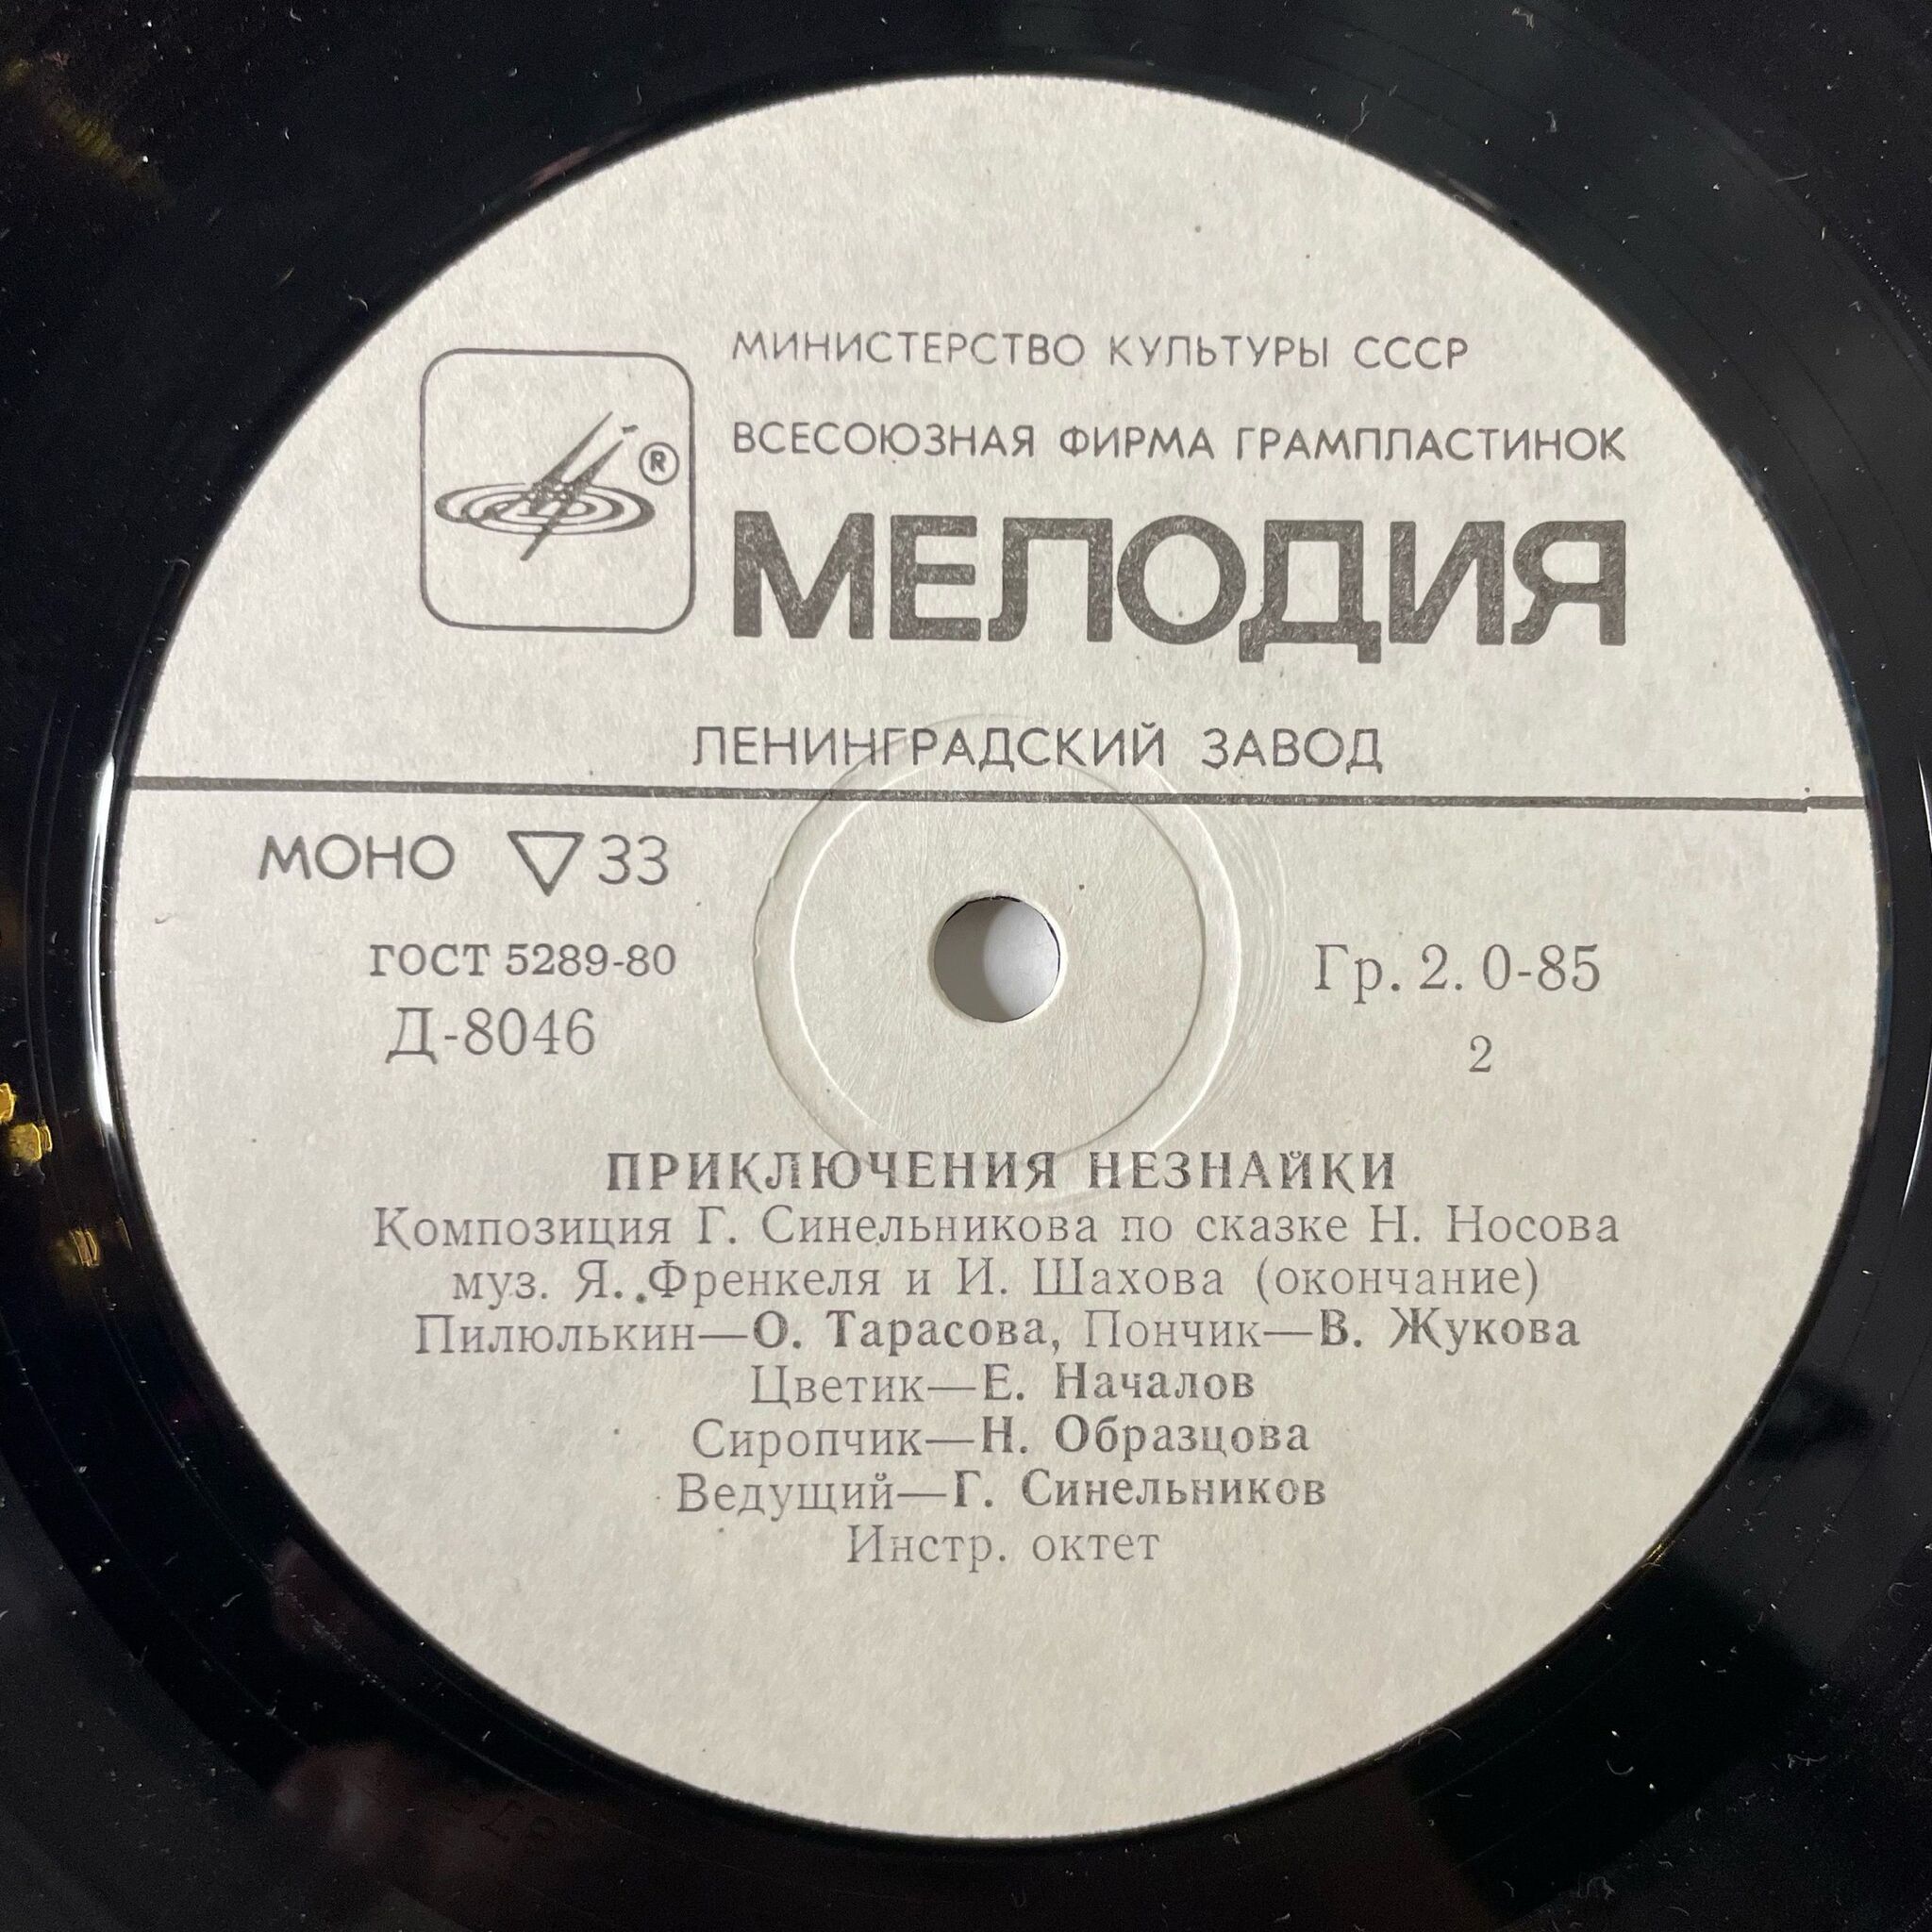 МИНИСТЕРСТВО КУЛЬТУРЫ СССР
ВСЕСОЮЗНАЯ ФИРМА ГРАМПЛАСТИНОК
®
МЕЛОДИЯ
ЛЕНИНГРАДСКИЙ ЗАВОД
МОНО ▽ 33
ГОСТ 5289-80
Д-8046
Гр. 2. 0-85
2
ПРИКЛЮЧЕНИЯ НЕЗНАЙКИ
Композиция Г. Синельникова по сказке Н. Носова
муз. Я. Френкеля и И. Шахова (окончание)
Пилюлькин—О. Тарасова, Пончик—В. Жукова
Цветик—Е. Началов
Сиропчик—Н. Образцова
Ведущий—Г. Синельников
Инстр. октет